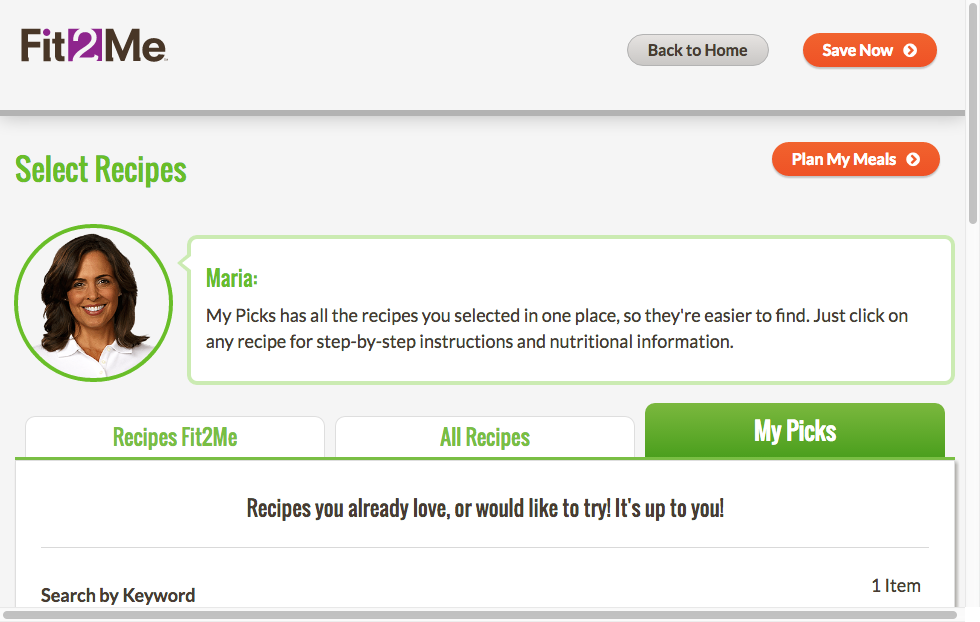 Fit2Me
Back to Home
Save Now
Select Recipes
Plan My Meals
Maria:
My Picks has all the recipes you selected in one place, so they're easier to find. Just click on
any recipe for step-by-step instructions and nutritional information.
Recipes Fit2Me
All Recipes
My Picks
Recipes you already love, or would like to try! It's up to you!
1 Item
Search by Keyword